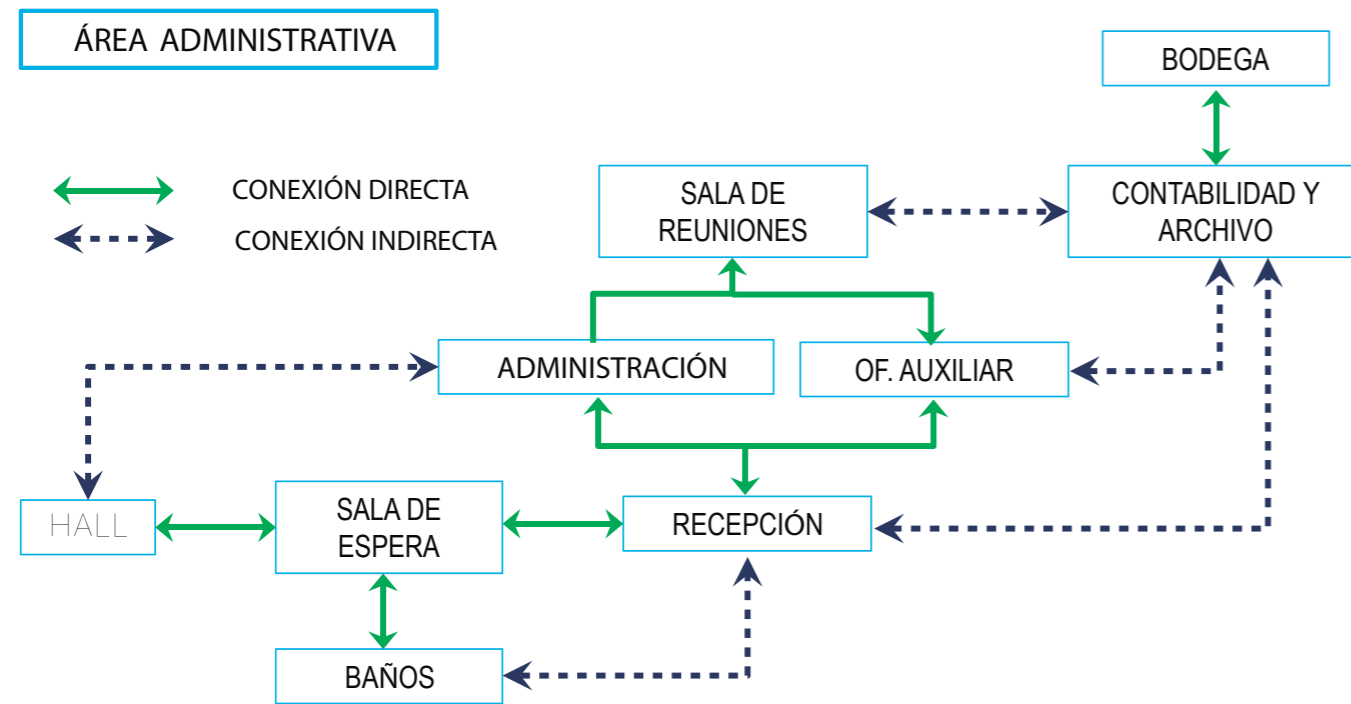 ÁREA ADMINISTRATIVA
BODEGA
CONEXIÓN DIRECTA
CONEXIÓN INDIRECTA
SALA DE
REUNIONES
CONTABILIDAD Y
ARCHIVO
ADMINISTRACIÓN
OF. AUXILIAR
HALL
SALA DE
ESPERA
RECEPCIÓN
BAÑOS